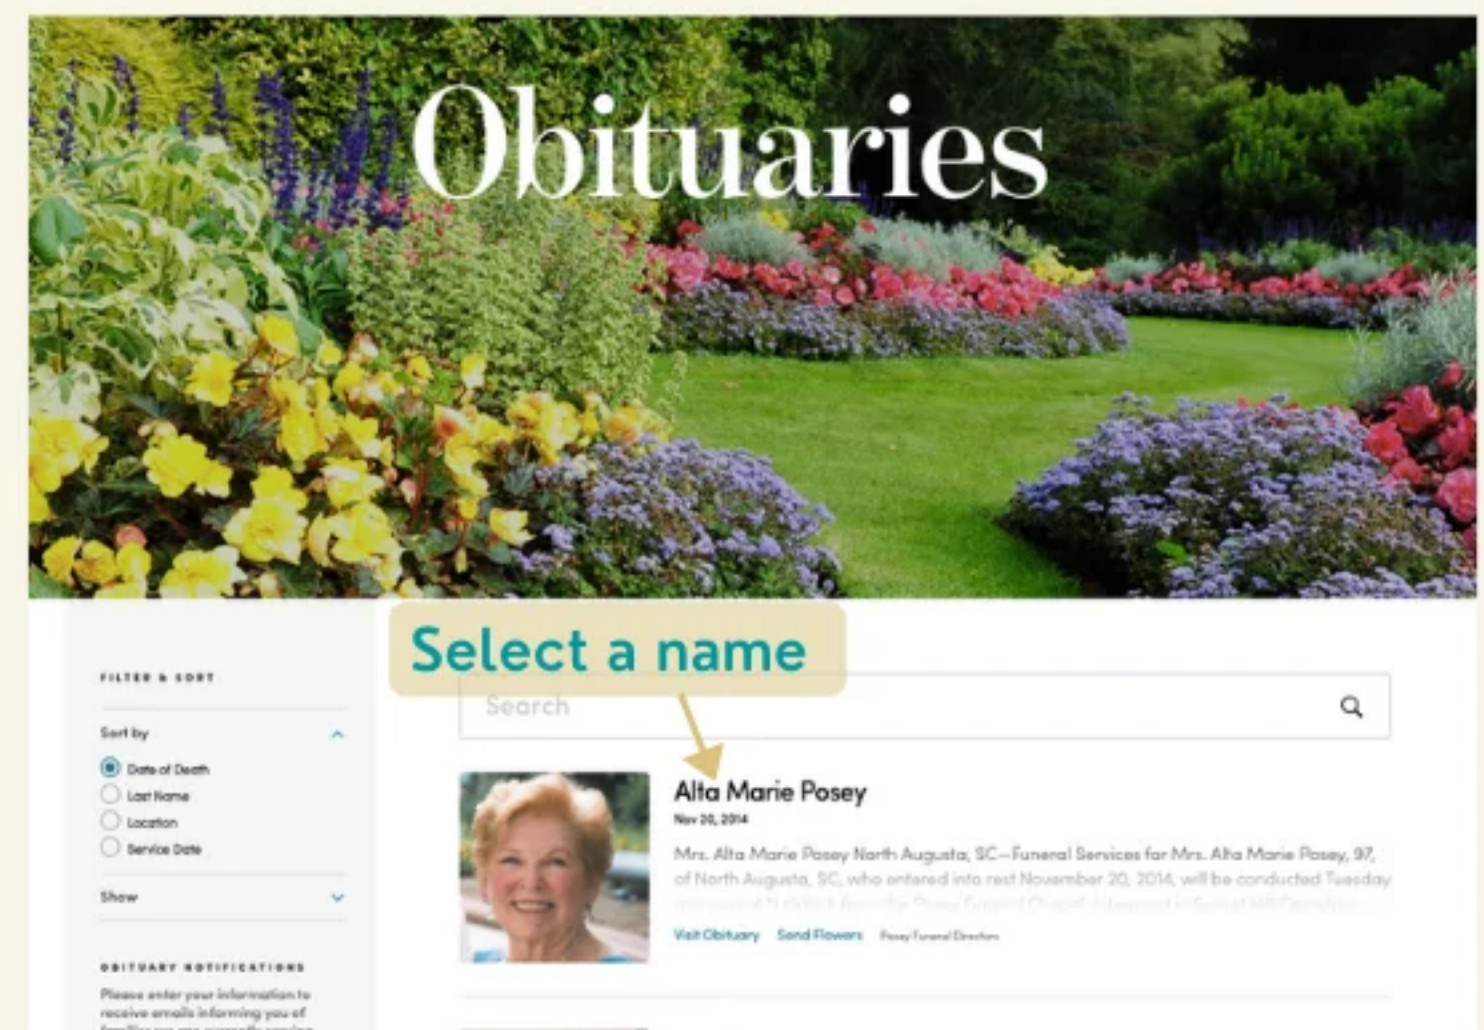 Obituaries
Select a name
FILTER & SORT
Search
Sort by
Date of Death
Last Name
Location
Service Date
Show
Alta Marie Posey
Nov 20, 2014
Mrs. Alta Marie Posey North Augusta, SC—Funeral Services for Mrs. Alta Marie Posey, 97,
of North Augusta, SC, who entered into rest November 20, 2014, will be conducted Tuesday
Visit Obituary Send Flowers Posey Funeral Directors
OBITUARY NOTIFICATIONS
Please enter your information to
receive emails informing you of